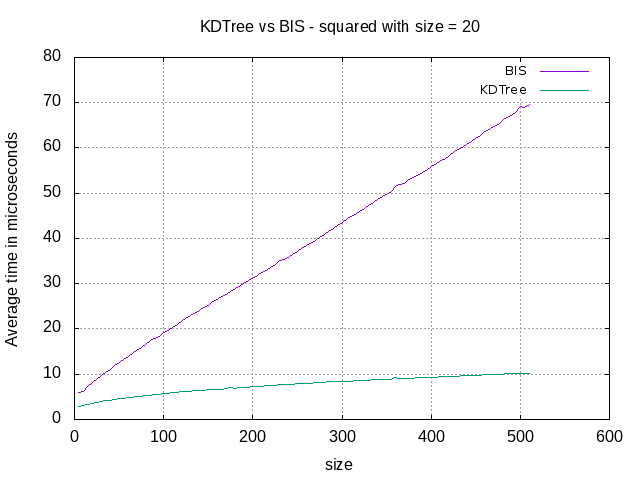 KDTree vs BIS - squared with size = 20
80
70
60
50
40
30
20
10
0
0 100 200 300 400 500 600
Average time in microseconds
size
BIS
KDTree